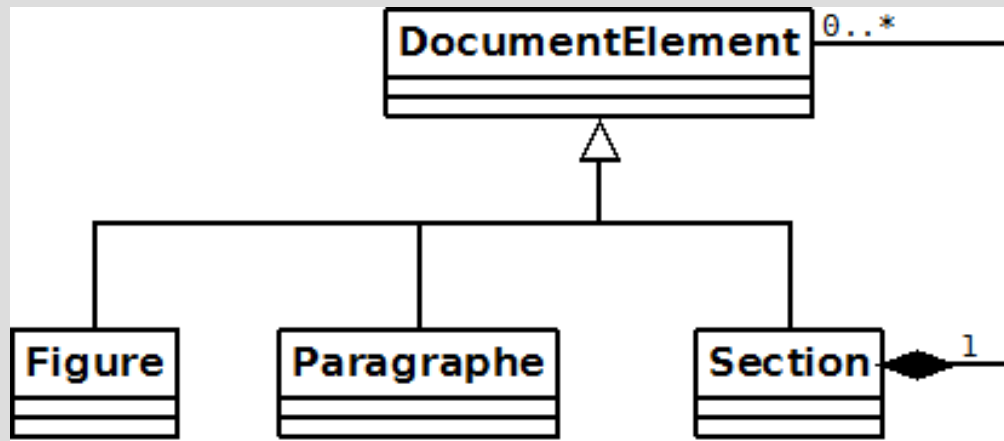 DocumentElement
0..*
Figure
Paragraphe
Section
1